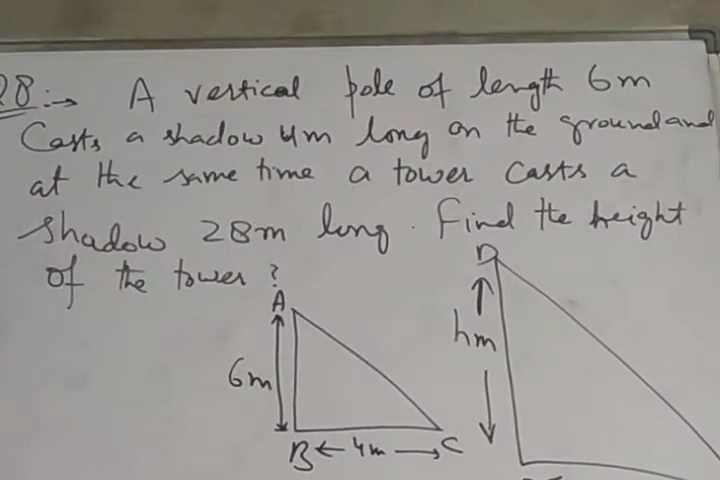 28:→ A vertical pole of length 6m
Casts a shadow 4m long on the ground and
at the same time a tower casts a
shadow 28m long. Find the height
of the tower?
A
D
6m
hm
B ← 4m → C